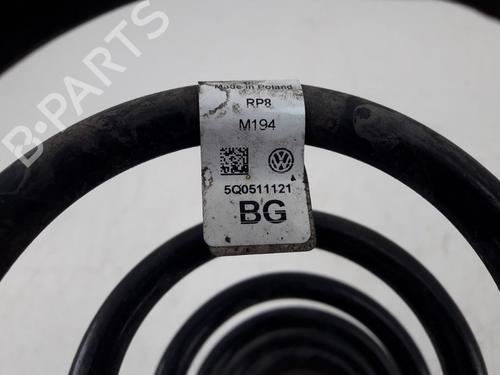 B-PARTS
Made in Poland
RP8
M194
5Q0511121
BG